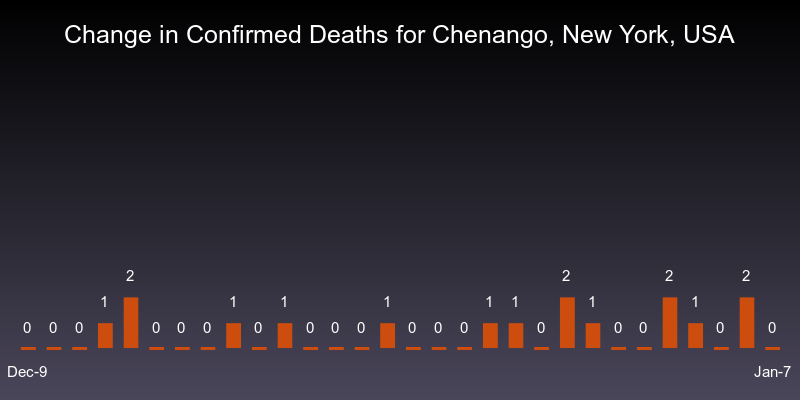 Change in Confirmed Deaths for Chenango, New York, USA
0 0 0 1 2 0 0 0 1 0 1 0 0 0 1 0 0 0 1 1 0 2 1 0 0 2 1 0 2 0
Dec-9 Jan-7